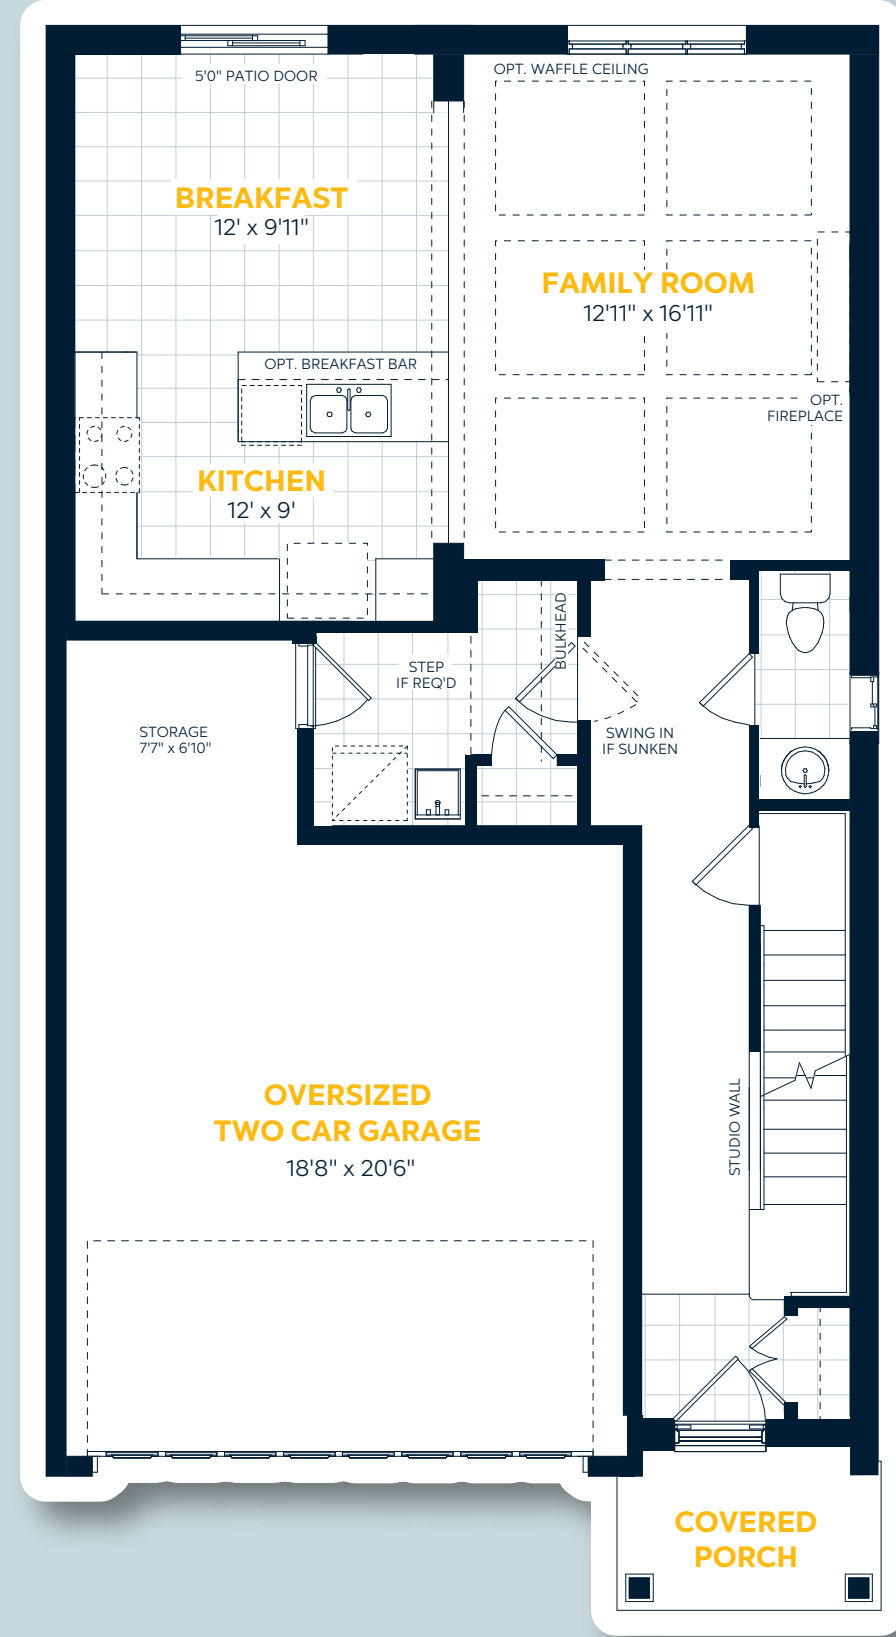 5'0" PATIO DOOR
OPT. WAFFLE CEILING
BREAKFAST
12' x 9'11"
FAMILY ROOM
12'11" x 16'11"
OPT. BREAKFAST BAR
OPT.
FIREPLACE
KITCHEN
12' x 9'
BULKHEAD
STEP
IF REQ'D
STORAGE
7'7" x 6'10"
SWING IN
IF SUNKEN
OVERSIZED
TWO CAR GARAGE
18'8" x 20'6"
STUDIO WALL
COVERED
PORCH